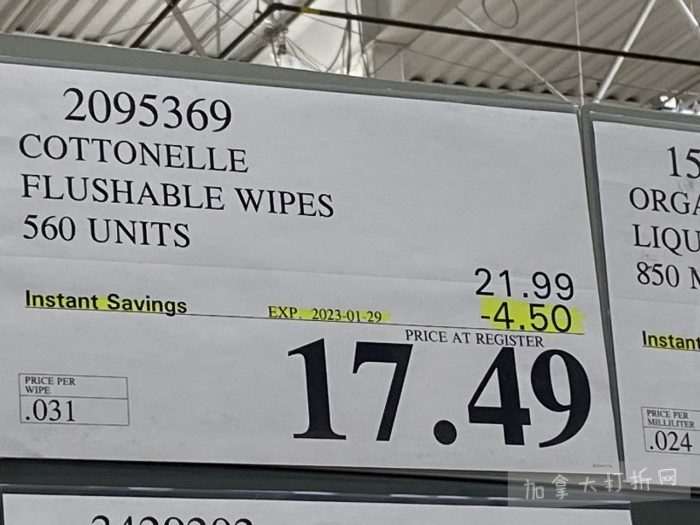 2095369
COTTONELLE
FLUSHABLE WIPES
560 UNITS
21.99
Instant Savings EXP. 2023-01-29 -4.50
PRICE AT REGISTER
17.49
PRICE PER
WIPE
.031
15
ORGA
LIQU
850 M
Instant
PRICE PER
MILLILITER
.024
加拿大打折网